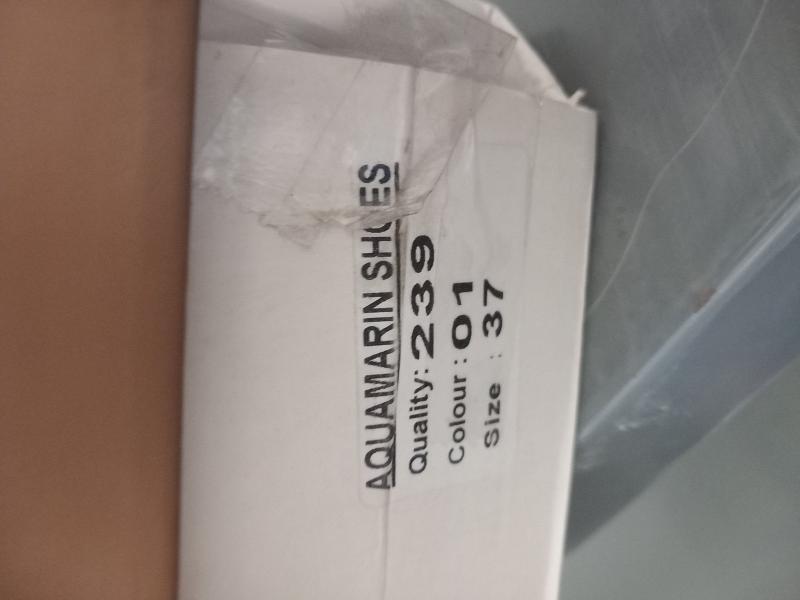 AQUAMARIN SHOES
Quality: 239
Colour : 01
Size : 37